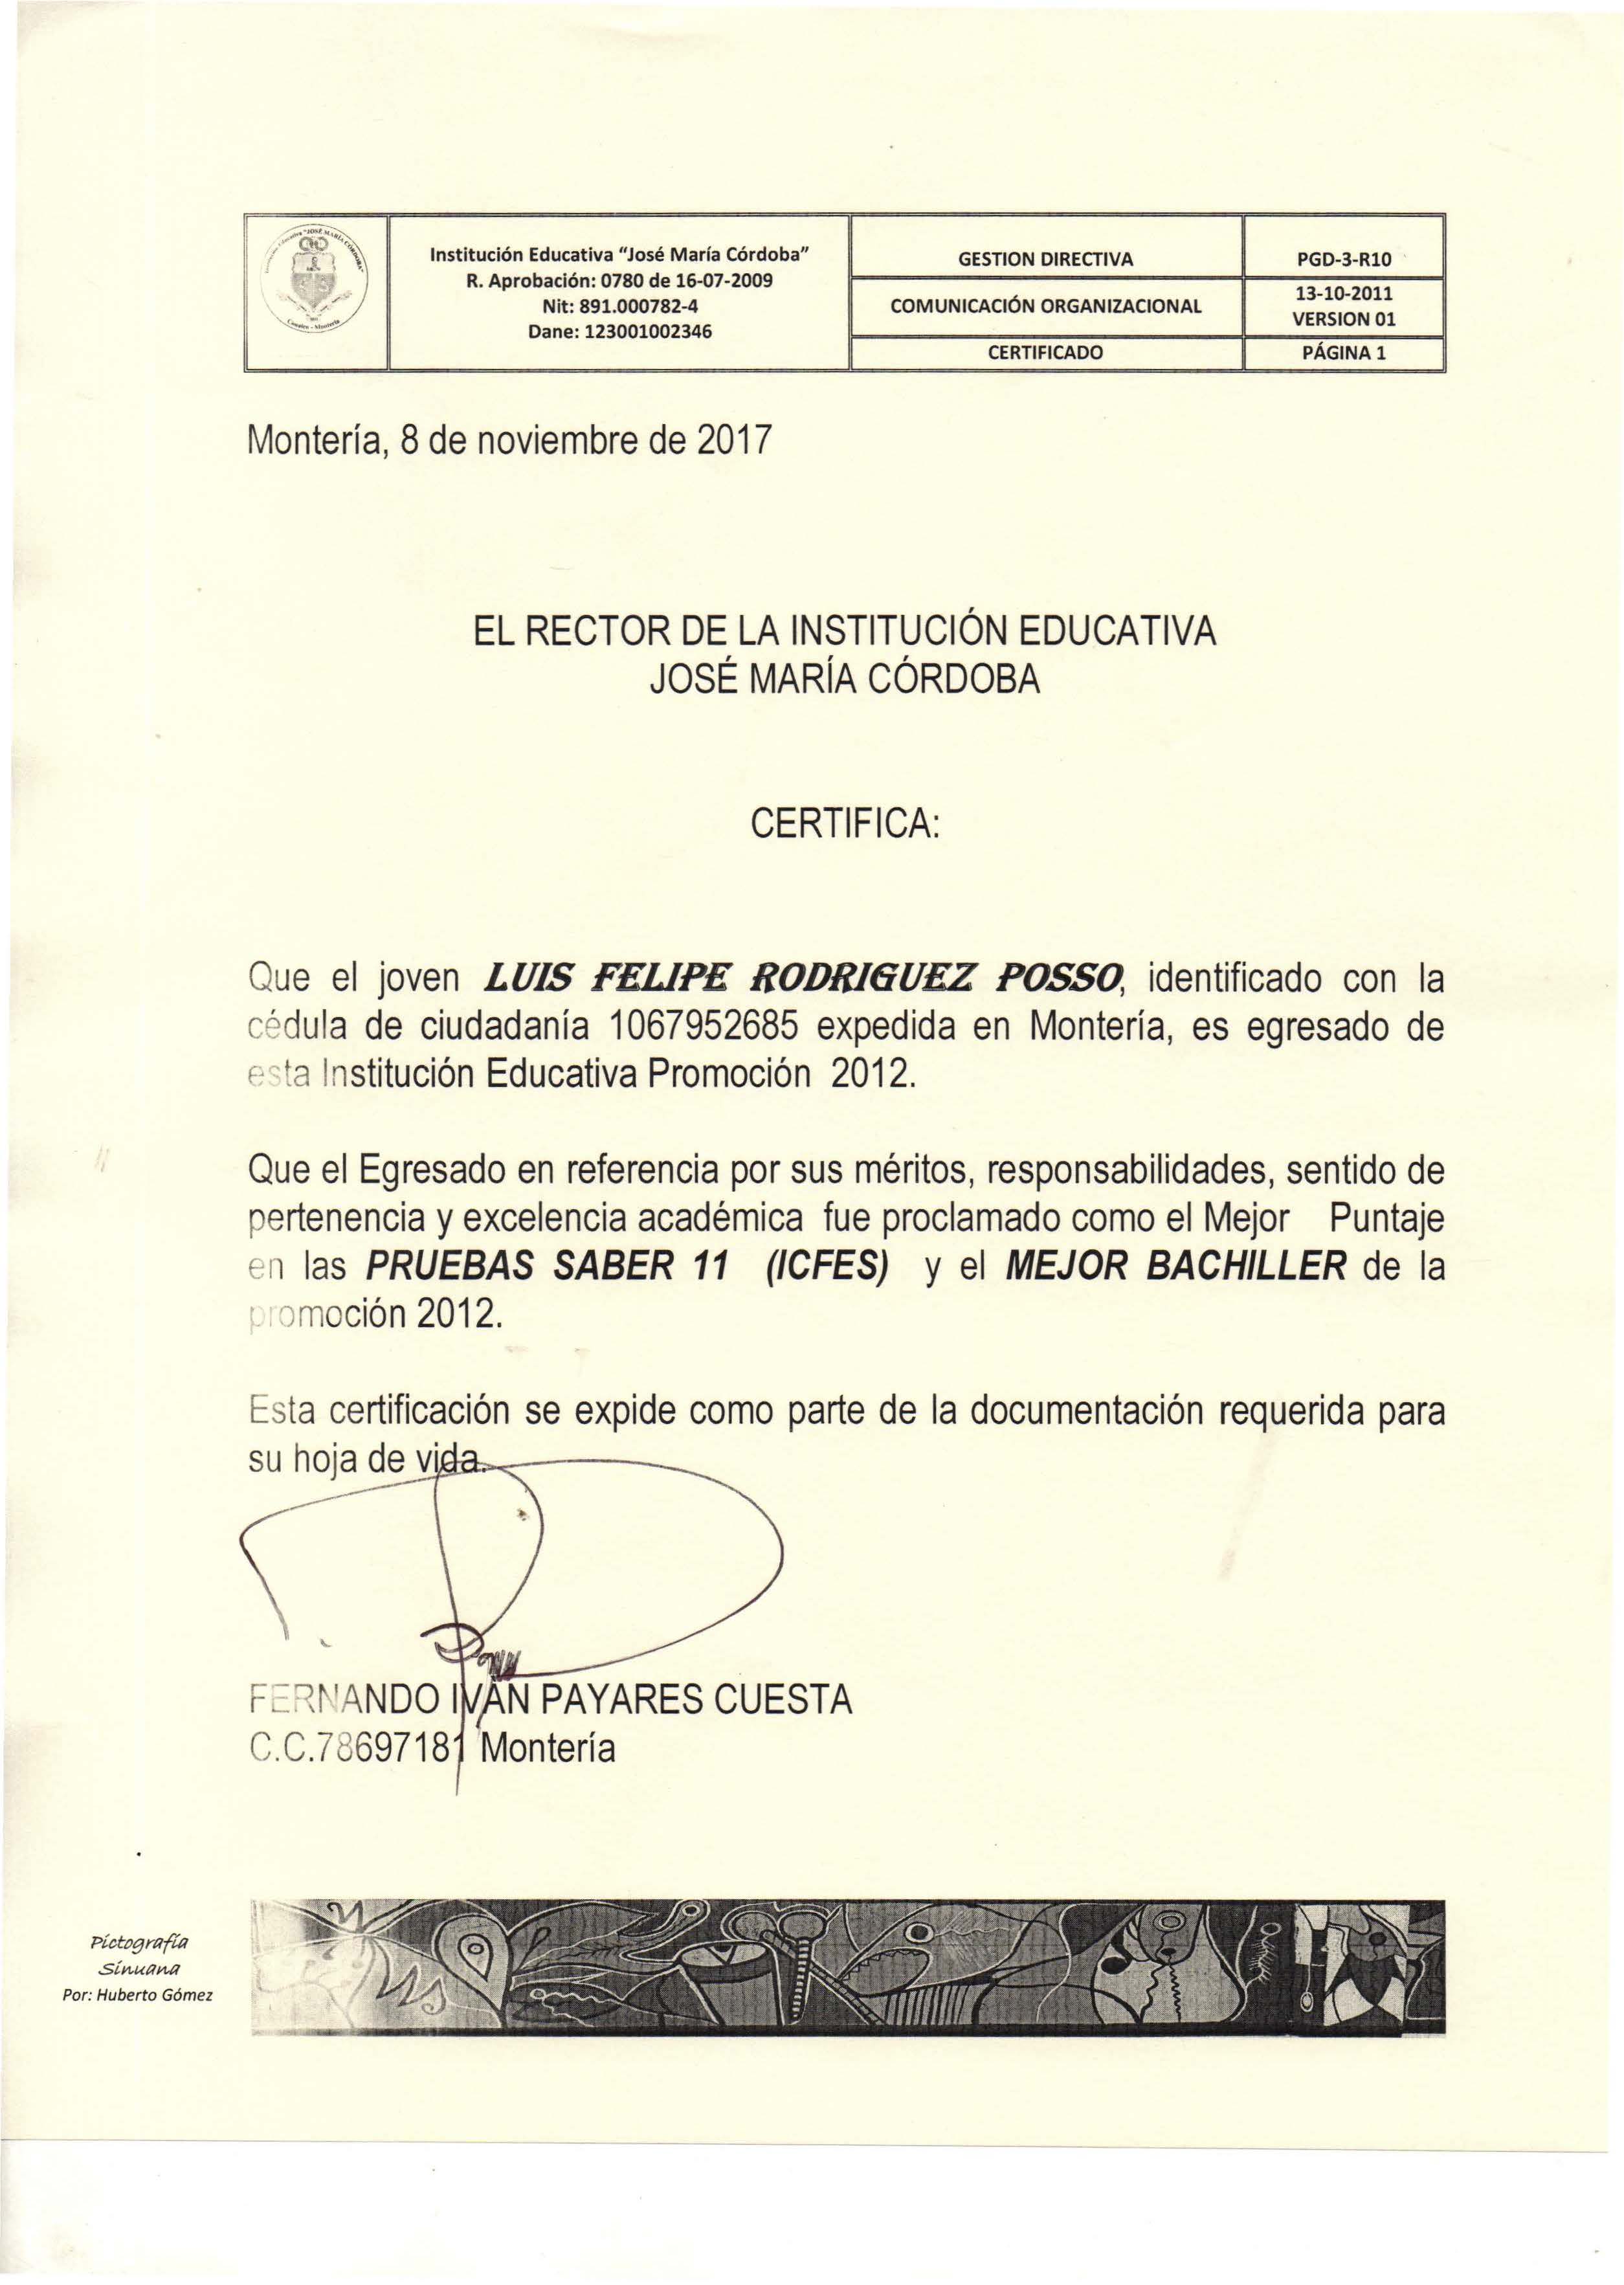 Institución Educativa "José María Córdoba"
R. Aprobación: 0780 de 16-07-2009
Nit: 891.000782-4
Dane: 123001002346
GESTION DIRECTIVA
PGD-3-R10
COMUNICACIÓN ORGANIZACIONAL
13-10-2011
VERSION 01
CERTIFICADO
PÁGINA 1
Montería, 8 de noviembre de 2017
EL RECTOR DE LA INSTITUCIÓN EDUCATIVA
JOSÉ MARÍA CÓRDOBA
CERTIFICA:
Que el joven LUIS FELIPE RODRIGUEZ POSSO, identificado con la
cédula de ciudadanía 1067952685 expedida en Montería, es egresado de
esta Institución Educativa Promoción 2012.
Que el Egresado en referencia por sus méritos, responsabilidades, sentido de
pertenencia y excelencia académica fue proclamado como el Mejor Puntaje
en las PRUEBAS SABER 11 (ICFES) y el MEJOR BACHILLER de la
promoción 2012.
Esta certificación se expide como parte de la documentación requerida para
su hoja de vida.
FERNANDO IVÁN PAYARES CUESTA
C.C.78697181 Montería
Pictografía
Sinuana
Por: Huberto Gómez